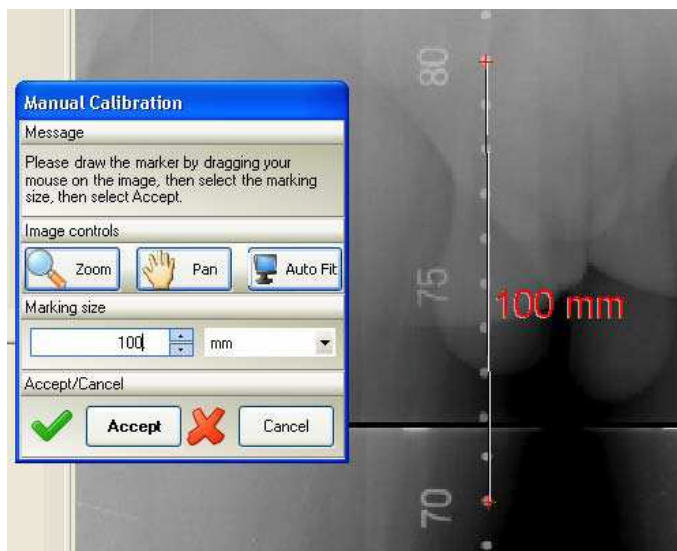 Manual Calibration
Message
Please draw the marker by dragging your
mouse on the image, then select the marking
size, then select Accept.
Image controls
Zoom Pan Auto Fit
Marking size
100 mm
Accept/Cancel
Accept Cancel
80
75
100 mm
70